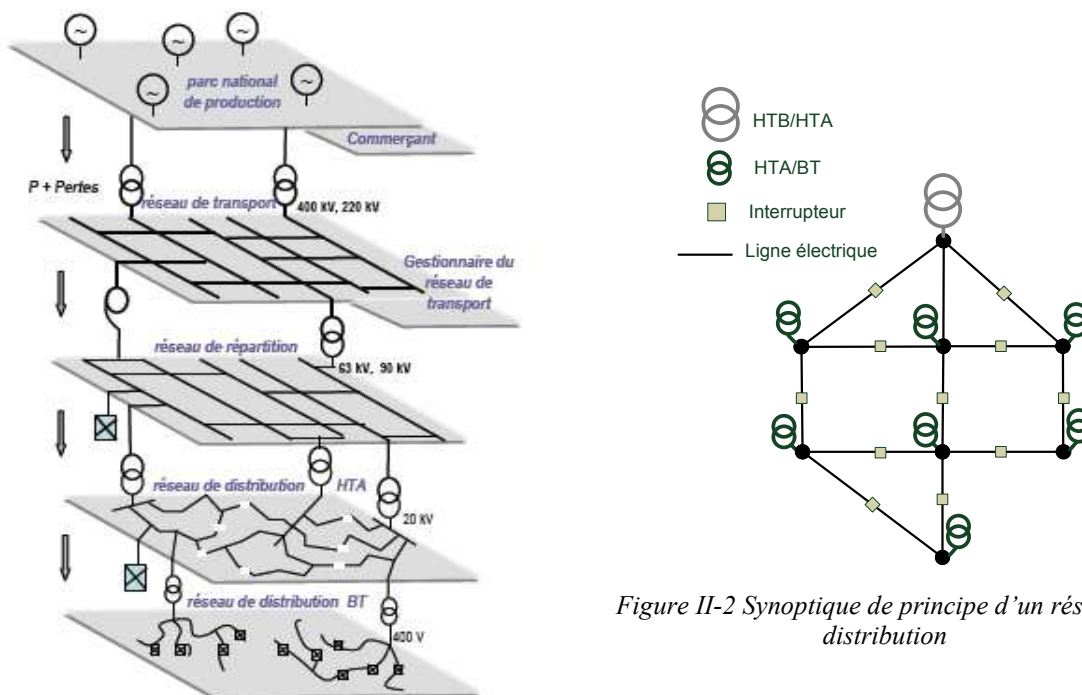 parc national
de production
Commerçant
P + Pertes
réseau de transport
400 kV, 220 kV
Gestionnaire du
réseau de
transport
réseau de répartition
63 kV, 90 kV
réseau de distribution HTA
20 kV
réseau de distribution BT
400 V
HTB/HTA
HTA/BT
Interrupteur
Ligne électrique
Figure II-2 Synoptique de principe d'un rés
distribution